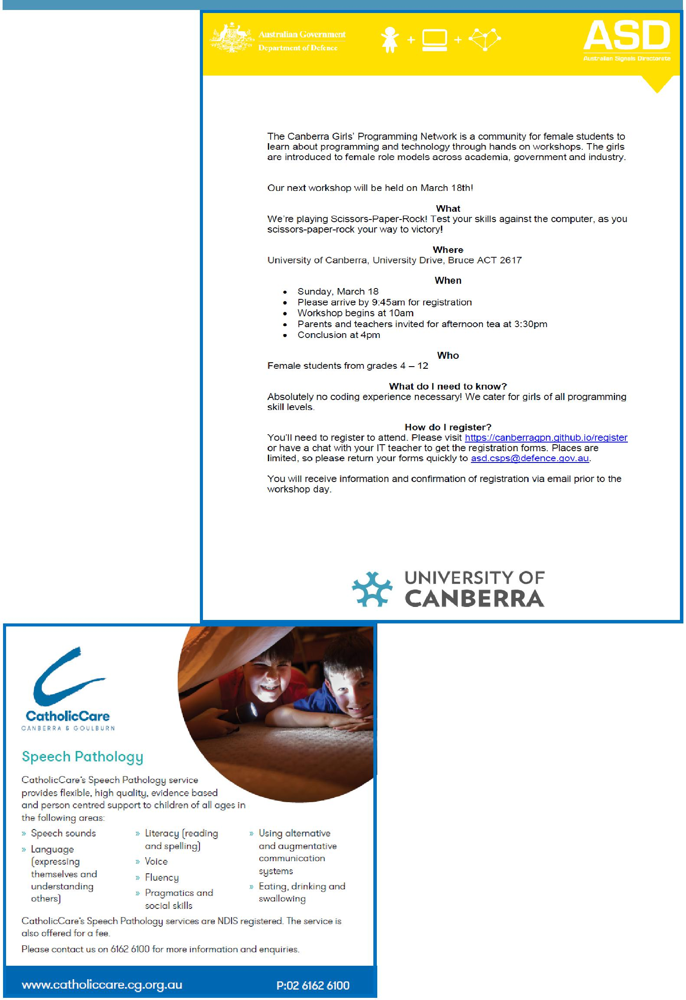 Australian Government
Department of Defence
ASD
Australian Signals Directorate
The Canberra Girls’ Programming Network is a community for female students to
learn about programming and technology through hands on workshops. The girls
are introduced to female role models across academia, government and industry.
Our next workshop will be held on March 18th!
What
We’re playing Scissors-Paper-Rock! Test your skills against the computer, as you
scissors-paper-rock your way to victory!
Where
University of Canberra, University Drive, Bruce ACT 2617
When
• Sunday, March 18
• Please arrive by 9:45am for registration
• Workshop begins at 10am
• Parents and teachers invited for afternoon tea at 3:30pm
• Conclusion at 4pm
Who
Female students from grades 4 – 12
What do I need to know?
Absolutely no coding experience necessary! We cater for girls of all programming
skill levels.
How do I register?
You’ll need to register to attend. Please visit https://canberragpn.github.io/register
or have a chat with your IT teacher to get the registration forms. Places are
limited, so please return your forms quickly to asd.csps@defence.gov.au.
You will receive information and confirmation of registration via email prior to the
workshop day.
UNIVERSITY OF
CANBERRA
CatholicCare
CANBERRA & GOULBURN
Speech Pathology
CatholicCare’s Speech Pathology service
provides flexible, high quality, evidence based
and person centred support to children of all ages in
the following areas:
» Speech sounds
» Language
(expressing
themselves and
understanding
others)
» Literacy (reading
and spelling)
» Voice
» Fluency
» Pragmatics and
social skills
» Using alternative
and augmentative
communication
systems
» Eating, drinking and
swallowing
CatholicCare’s Speech Pathology services are NDIS registered. The service is
also offered for a fee.
Please contact us on 6162 6100 for more information and enquiries.
www.catholiccare.cg.org.au
P:02 6162 6100